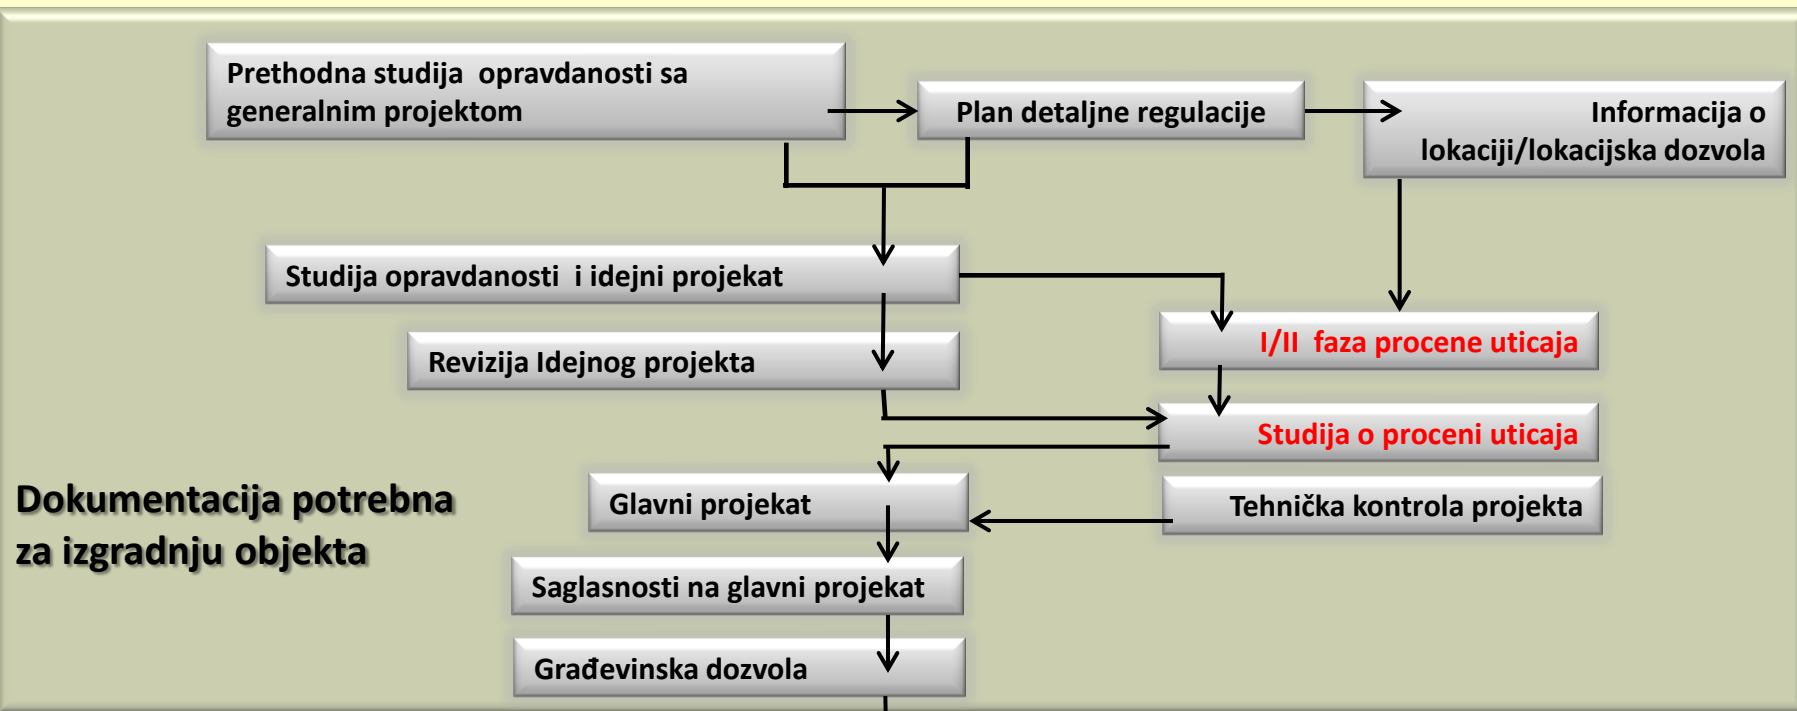 Prethodna studija opravdanosti sa
generalnim projektom
Plan detaljne regulacije
Informacija o
lokaciji/lokacijska dozvola
Studija opravdanosti i idejni projekat
I/II faza procene uticaja
Revizija Idejnog projekta
Studija o proceni uticaja
Glavni projekat
Tehnička kontrola projekta
Dokumentacija potrebna
za izgradnju objekta
Saglasnosti na glavni projekat
Građevinska dozvola